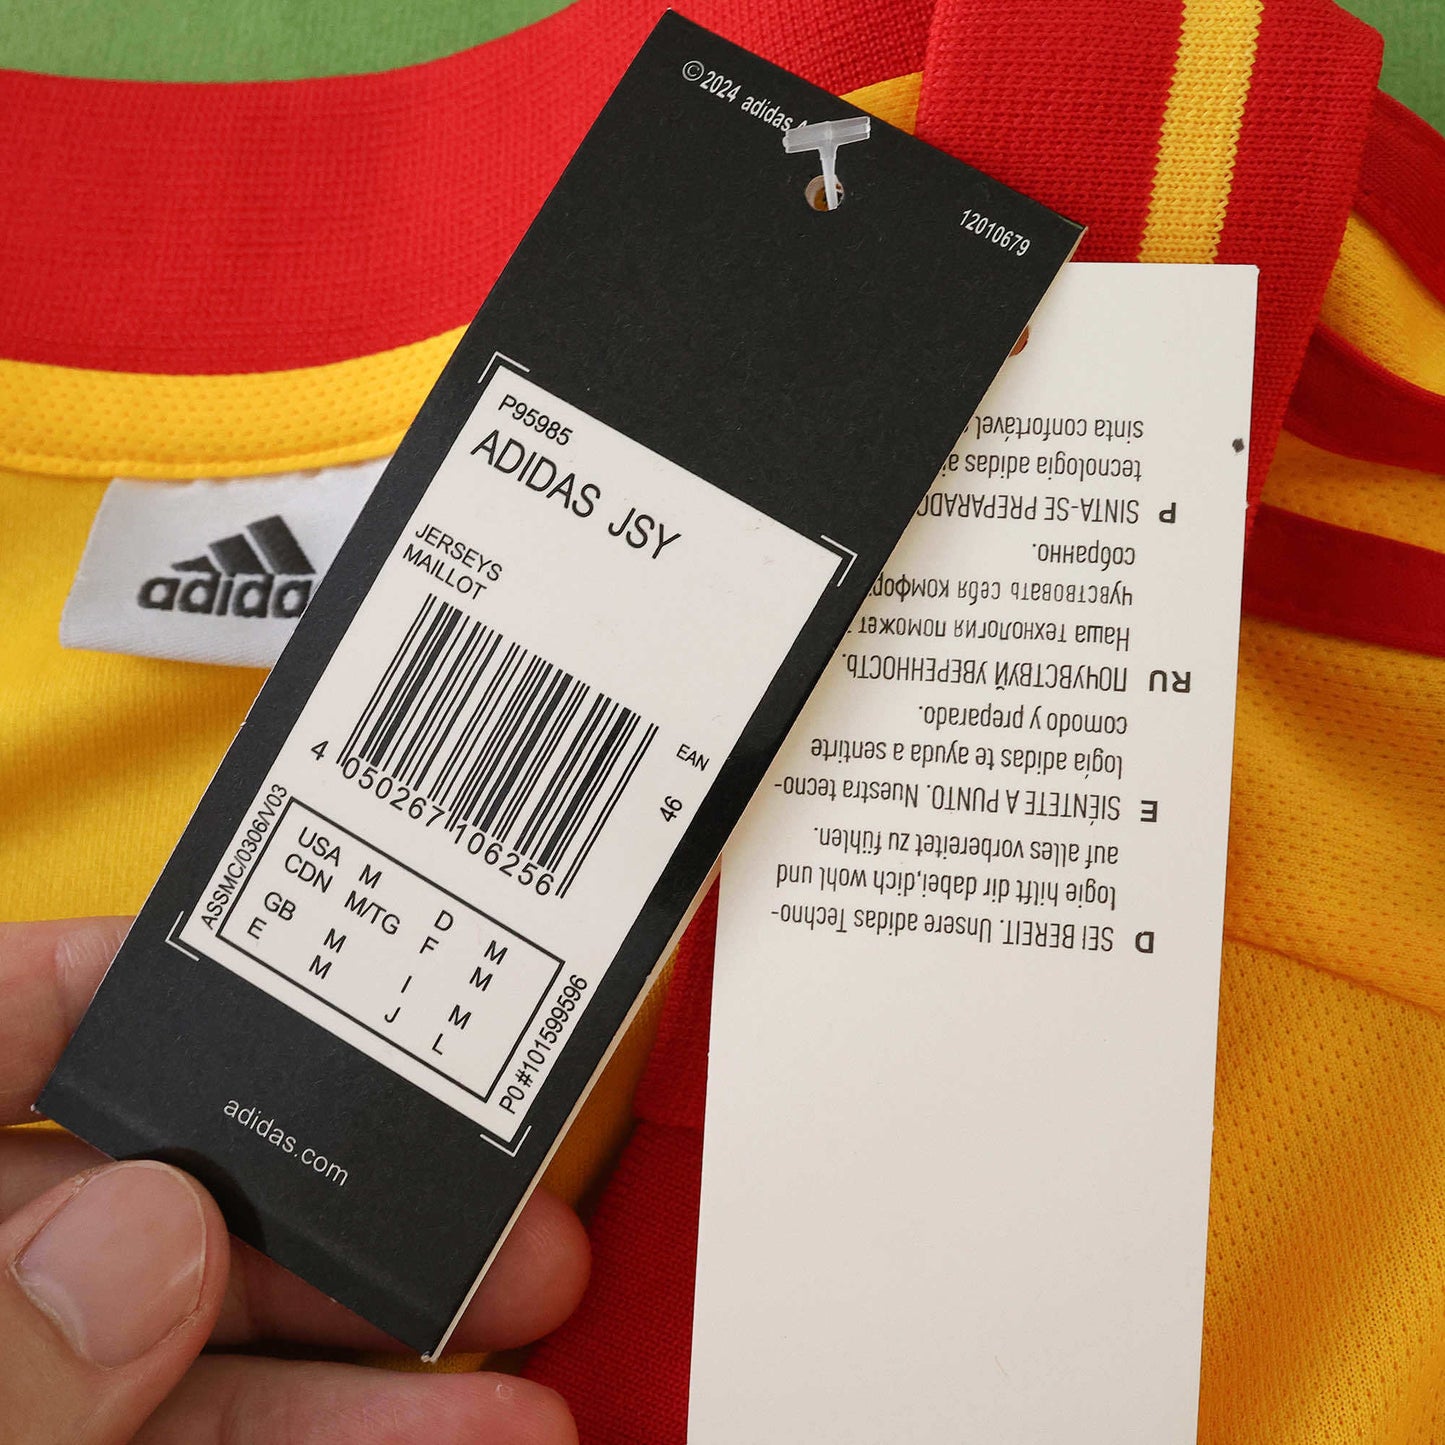 ©2024 adidas
12010679
P95985
ADIDAS JSY
JERSEYS
MAILLOT
EAN
46
4 050267 106256
ASSMC/0306/V03
USA M D M
CDN M/TG F M
GB M I M
E M J L
PO#101599596
adidas.com
adidas
D SEI BEREIT. Unsere adidas Techno-
logie hilft dir dabei,dich wohl und
auf alles vorbereitet zu fühlen.
E SIÉNTETE A PUNTO. Nuestra tecno-
logía adidas te ayuda a sentirte
comodo y preparado.
RU ПОЧУВСТВУЙ УВЕРЕННОСТЬ.
Наша технология поможет
чувствовать себя
собранно.
P SINTA-SE
tecnologia adidas
sinta confortável